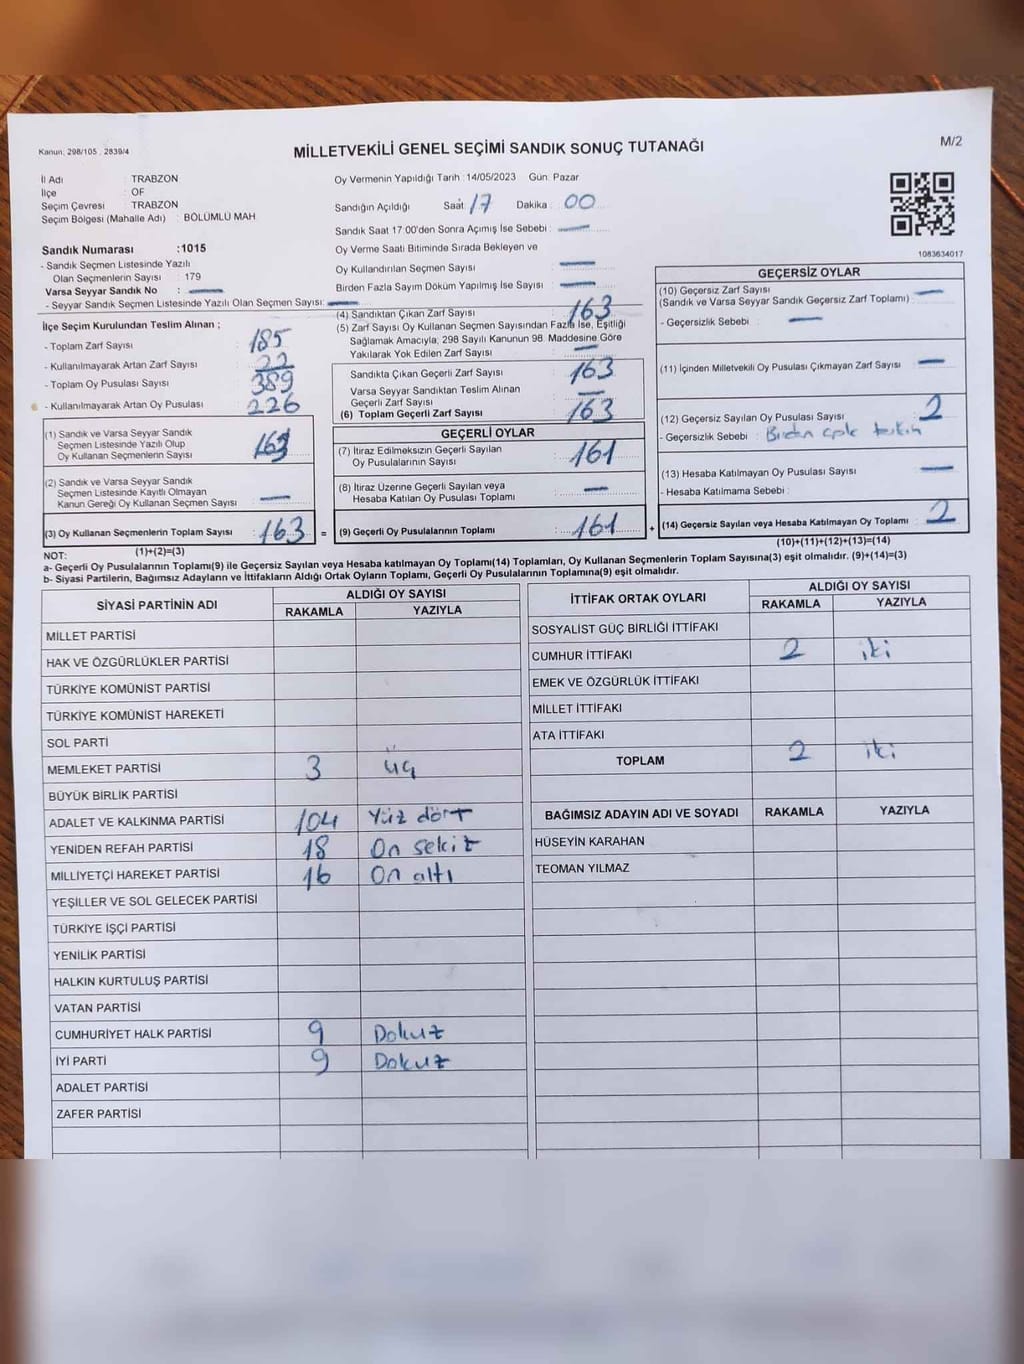 Kanun, 298/105, 2839/4
MİLLETVEKİLİ GENEL SEÇİMİ SANDIK SONUÇ TUTANAĞI
M/2
İl Adı : TRABZON
İlçe : OF
Seçim Çevresi : TRABZON
Seçim Bölgesi (Mahalle Adı) : BÖLÜMLÜ MAH
Sandık Numarası :1015
- Sandık Seçmen Listesinde Yazılı
Olan Seçmenlerin Sayısı : 179
Varsa Seyyar Sandık No :
- Seyyar Sandık Seçmen Listesinde Yazılı Olan Seçmen Sayısı:
Oy Vermenin Yapıldığı Tarih :14/05/2023 Gün: Pazar
Sandığın Açıldığı Saat: 17 Dakika : 00
Sandık Saat 17:00'den Sonra Açımış İse Sebebi :
Oy Verme Saati Bitiminde Sırada Bekleyen ve
Oy Kullandırılan Seçmen Sayısı :
Birden Fazla Sayım Döküm Yapılmış İse Sayısı :
1083634017
İlçe Seçim Kurulundan Teslim Alınan ;
- Toplam Zarf Sayısı : 185
- Kullanılmayarak Artan Zarf Sayısı : 22
- Toplam Oy Pusulası Sayısı : 389
- Kullanılmayarak Artan Oy Pusulası : 226
(4) Sandıktan Çıkan Zarf Sayısı : 163
(5) Zarf Sayısı Oy Kullanan Seçmen Sayısından Fazla İse, Eşitliği
Sağlamak Amacıyla, 298 Sayılı Kanunun 98. Maddesine Göre
Yakılarak Yok Edilen Zarf Sayısı :
Sandıkta Çıkan Geçerli Zarf Sayısı : 163
Varsa Seyyar Sandıktan Teslim Alınan
Geçerli Zarf Sayısı :
(6) Toplam Geçerli Zarf Sayısı : 163
GEÇERSİZ OYLAR
(10) Geçersiz Zarf Sayısı
(Sandık ve Varsa Seyyar Sandık Geçersiz Zarf Toplamı) :
- Geçersizlik Sebebi :
(11) İçinden Milletvekili Oy Pusulası Çıkmayan Zarf Sayısı :
(12) Geçersiz Sayılan Oy Pusulası Sayısı : 2
- Geçersizlik Sebebi :
(13) Hesaba Katılmayan Oy Pusulası Sayısı :
- Hesaba Katılmama Sebebi :
(1) Sandık ve Varsa Seyyar Sandık
Seçmen Listesinde Yazılı Olup
Oy Kullanan Seçmenlerin Sayısı : 163
(2) Sandık ve Varsa Seyyar Sandık
Seçmen Listesinde Kayıtlı Olmayan
Kanun Gereği Oy Kullanan Seçmen Sayısı :
GEÇERLİ OYLAR
(7) İtiraz Edilmeksizin Geçerli Sayılan
Oy Pusulalarının Sayısı : 161
(8) İtiraz Üzerine Geçerli Sayılan veya
Hesaba Katılan Oy Pusulası Toplamı :
(3) Oy Kullanan Seçmenlerin Toplam Sayısı : 163 = (9) Geçerli Oy Pusulalarının Toplamı : 161 + (14) Geçersiz Sayılan veya Hesaba Katılmayan Oy Toplamı : 2
(1)+(2)=(3)
(10)+(11)+(12)+(13)=(14)
NOT:
a- Geçerli Oy Pusulalarının Toplamı(9) ile Geçersiz Sayılan veya Hesaba katılmayan Oy Toplamı(14) Toplamları, Oy Kullanan Seçmenlerin Toplam Sayısına(3) eşit olmalıdır. (9)+(14)=(3)
b- Siyasi Partilerin, Bağımsız Adayların ve İttifakların Aldığı Ortak Oyların Toplamı, Geçerli Oy Pusulalarının Toplamına(9) eşit olmalıdır.
SİYASİ PARTİNİN ADI ALDIĞI OY SAYISI
RAKAMLA YAZIYLA
MİLLET PARTİSİ
HAK VE ÖZGÜRLÜKLER PARTİSİ
TÜRKİYE KOMÜNİST PARTİSİ
TÜRKİYE KOMÜNİST HAREKETİ
SOL PARTİ
MEMLEKET PARTİSİ 3 üç
BÜYÜK BİRLİK PARTİSİ
ADALET VE KALKINMA PARTİSİ 104 Yüz dört
YENİDEN REFAH PARTİSİ 18 On sekiz
MİLLİYETÇİ HAREKET PARTİSİ 16 On altı
YEŞİLLER VE SOL GELECEK PARTİSİ
TÜRKİYE İŞÇİ PARTİSİ
YENİLİK PARTİSİ
HALKIN KURTULUŞ PARTİSİ
VATAN PARTİSİ
CUMHURİYET HALK PARTİSİ 9 Dokuz
İYİ PARTİ 9 Dokuz
ADALET PARTİSİ
ZAFER PARTİSİ
İTTİFAK ORTAK OYLARI ALDIĞI OY SAYISI
RAKAMLA YAZIYLA
SOSYALİST GÜÇ BİRLİĞİ İTTİFAKI
CUMHUR İTTİFAKI 2 iki
EMEK VE ÖZGÜRLÜK İTTİFAKI
MİLLET İTTİFAKI
ATA İTTİFAKI
TOPLAM 2 iki
BAĞIMSIZ ADAYIN ADI VE SOYADI RAKAMLA YAZIYLA
HÜSEYİN KARAHAN
TEOMAN YILMAZ